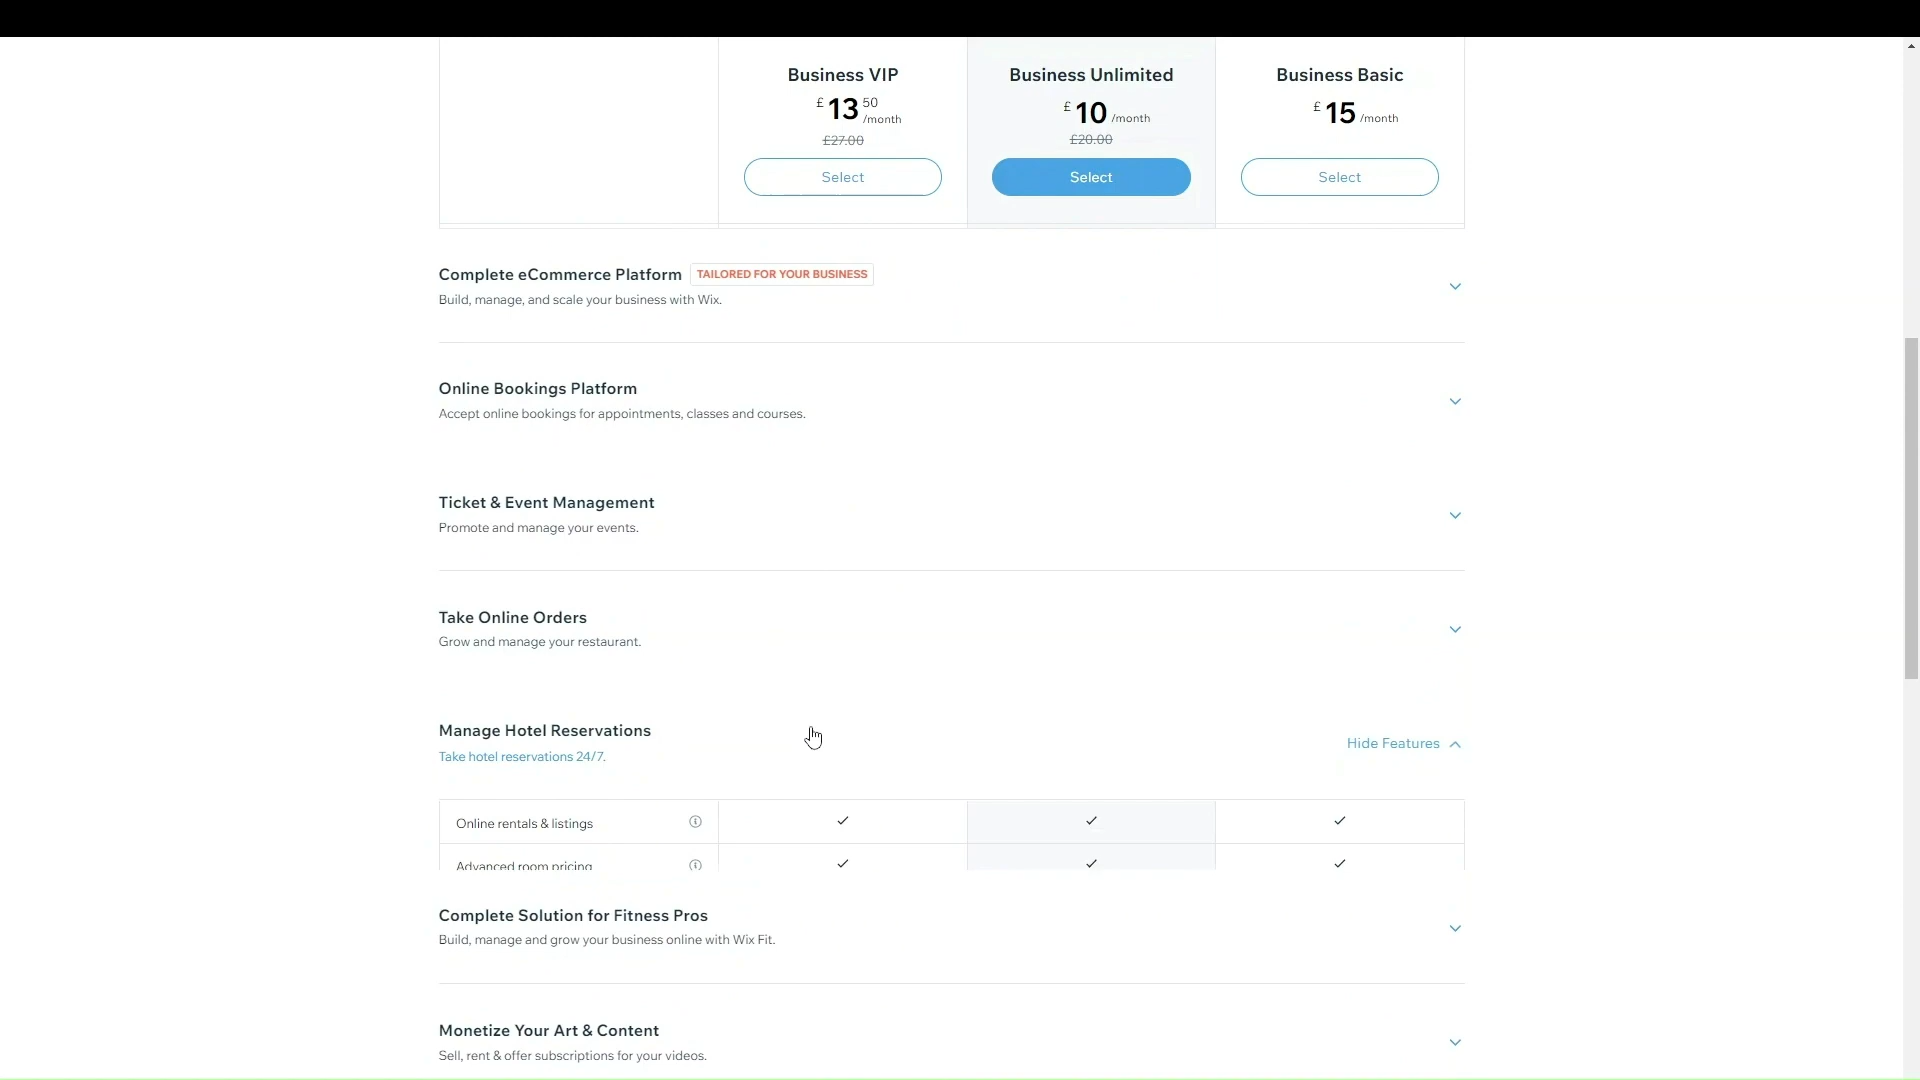 Business VIP
£ 13 50 /month
£27.00
Select
Business Unlimited
£ 10 /month
£20.00
Select
Business Basic
£ 15 /month
Select
Complete eCommerce Platform TAILORED FOR YOUR BUSINESS
Build, manage, and scale your business with Wix.
Online Bookings Platform
Accept online bookings for appointments, classes and courses.
Ticket & Event Management
Promote and manage your events.
Take Online Orders
Grow and manage your restaurant.
Manage Hotel Reservations
Take hotel reservations 24/7.
Hide Features
Online rentals & listings
Advanced room pricing
Complete Solution for Fitness Pros
Build, manage and grow your business online with Wix Fit.
Monetize Your Art & Content
Sell, rent & offer subscriptions for your videos.